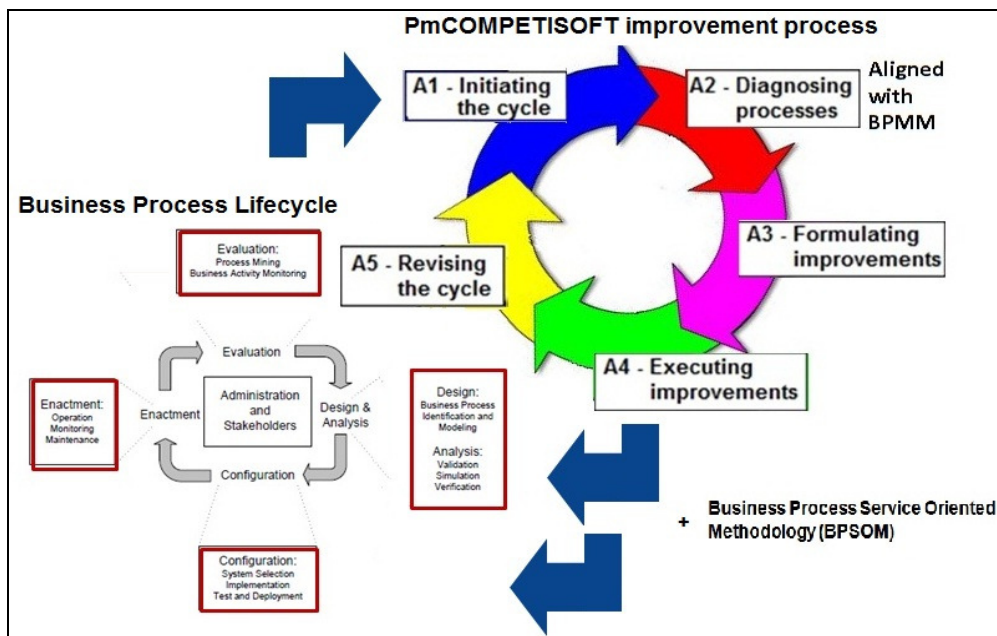 PmCOMPETISOFT improvement process
A1 - Initiating
the cycle
A2 - Diagnosing
processes
Aligned
with
BPMM
A3 - Formulating
improvements
A4 - Executing
improvements
A5 - Revising
the cycle
Business Process Lifecycle
Evaluation:
Process Mining
Business Activity Monitoring
Evaluation
Enactment:
Operation
Monitoring
Maintenance
Enactment
Administration
and
Stakeholders
Design &
Analysis
Design:
Business Process
Identification and
Modeling
Analysis:
Validation
Simulation
Verification
Configuration
Configuration:
System Selection
Implementation
Test and Deployment
+ Business Process Service Oriented
Methodology (BPSOM)